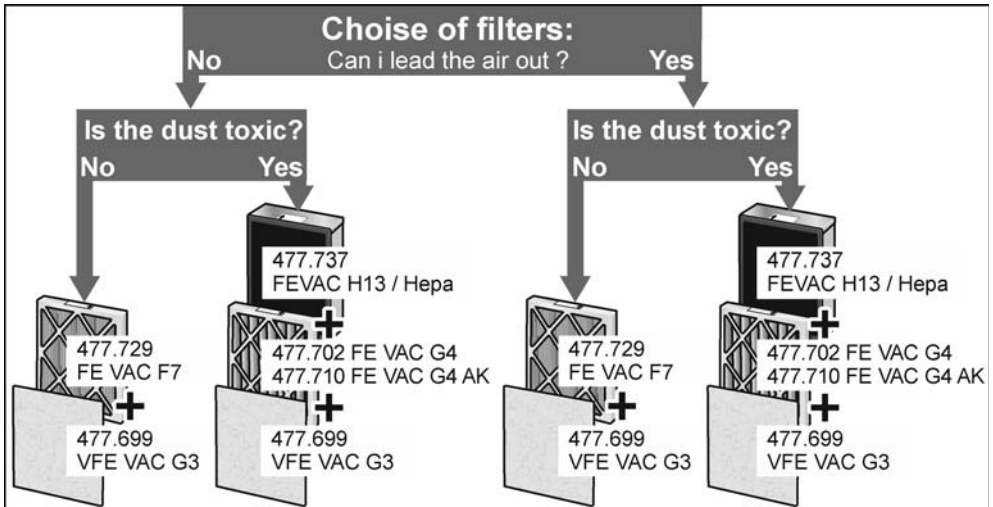 Choise of filters:
No Can i lead the air out ? Yes
Is the dust toxic?
No Yes
477.737
FEVAC H13 / Hepa
477.729
FE VAC F7
477.702 FE VAC G4
477.710 FE VAC G4 AK
477.699
VFE VAC G3
477.699
VFE VAC G3
Is the dust toxic?
No Yes
477.737
FEVAC H13 / Hepa
477.729
FE VAC F7
477.702 FE VAC G4
477.710 FE VAC G4 AK
477.699
VFE VAC G3
477.699
VFE VAC G3